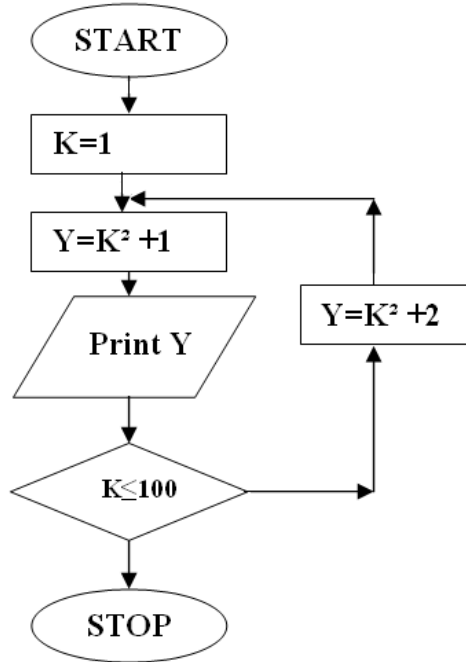 START
K=1
Y=K² +1
Print Y
Y=K² +2
K≤100
STOP